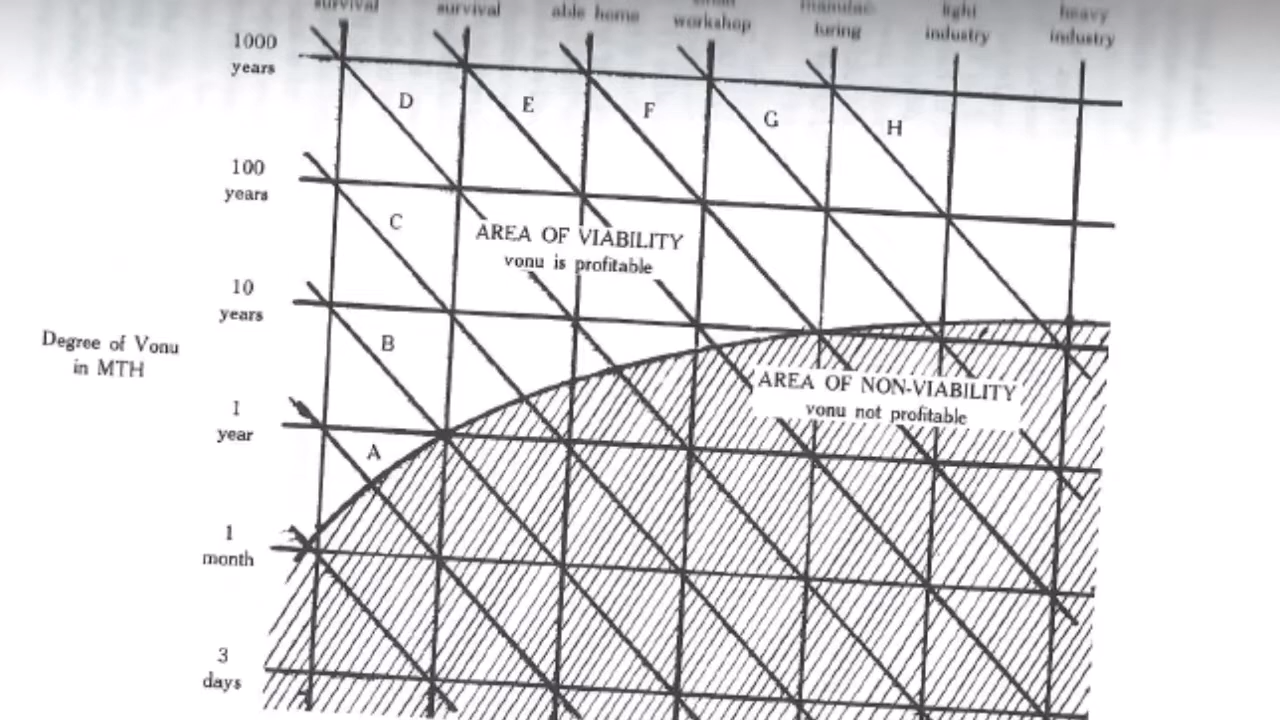 survival
survival
able home
workshop
manufac-
turing
light
industry
heavy
industry
1000
years
D
E
F
G
H
100
years
C
AREA OF VIABILITY
vonu is profitable
10
years
Degree of Vonu
in MTH
B
AREA OF NON-VIABILITY
vonu not profitable
1
year
A
1
month
3
days